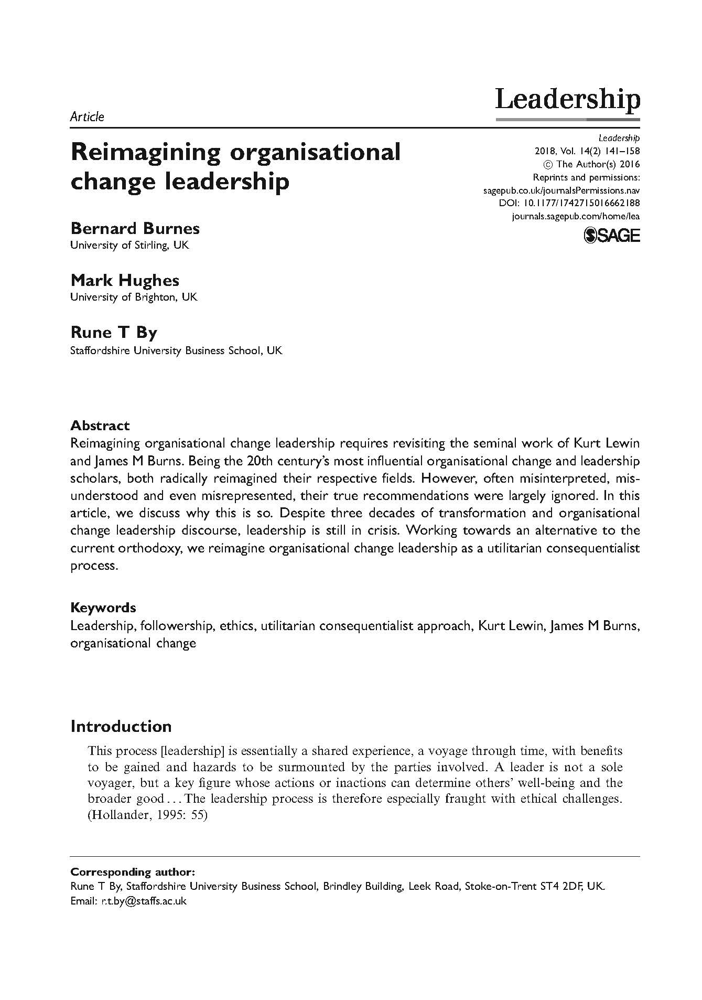 Leadership
Article
Reimagining organisational
change leadership
Leadership
2018, Vol. 14(2) 141–158
© The Author(s) 2016
Reprints and permissions:
sagepub.co.uk/journalsPermissions.nav
DOI: 10.1177/1742715016662188
journals.sagepub.com/home/lea
SAGE
Bernard Burnes
University of Stirling, UK
Mark Hughes
University of Brighton, UK
Rune T By
Staffordshire University Business School, UK
Abstract
Reimagining organisational change leadership requires revisiting the seminal work of Kurt Lewin
and James M Burns. Being the 20th century’s most influential organisational change and leadership
scholars, both radically reimagined their respective fields. However, often misinterpreted, mis-
understood and even misrepresented, their true recommendations were largely ignored. In this
article, we discuss why this is so. Despite three decades of transformation and organisational
change leadership discourse, leadership is still in crisis. Working towards an alternative to the
current orthodoxy, we reimagine organisational change leadership as a utilitarian consequentialist
process.
Keywords
Leadership, followership, ethics, utilitarian consequentialist approach, Kurt Lewin, James M Burns,
organisational change
Introduction
This process [leadership] is essentially a shared experience, a voyage through time, with benefits
to be gained and hazards to be surmounted by the parties involved. A leader is not a sole
voyager, but a key figure whose actions or inactions can determine others’ well-being and the
broader good . . . The leadership process is therefore especially fraught with ethical challenges.
(Hollander, 1995: 55)
Corresponding author:
Rune T By, Staffordshire University Business School, Brindley Building, Leek Road, Stoke-on-Trent ST4 2DF, UK.
Email: r.t.by@staffs.ac.uk